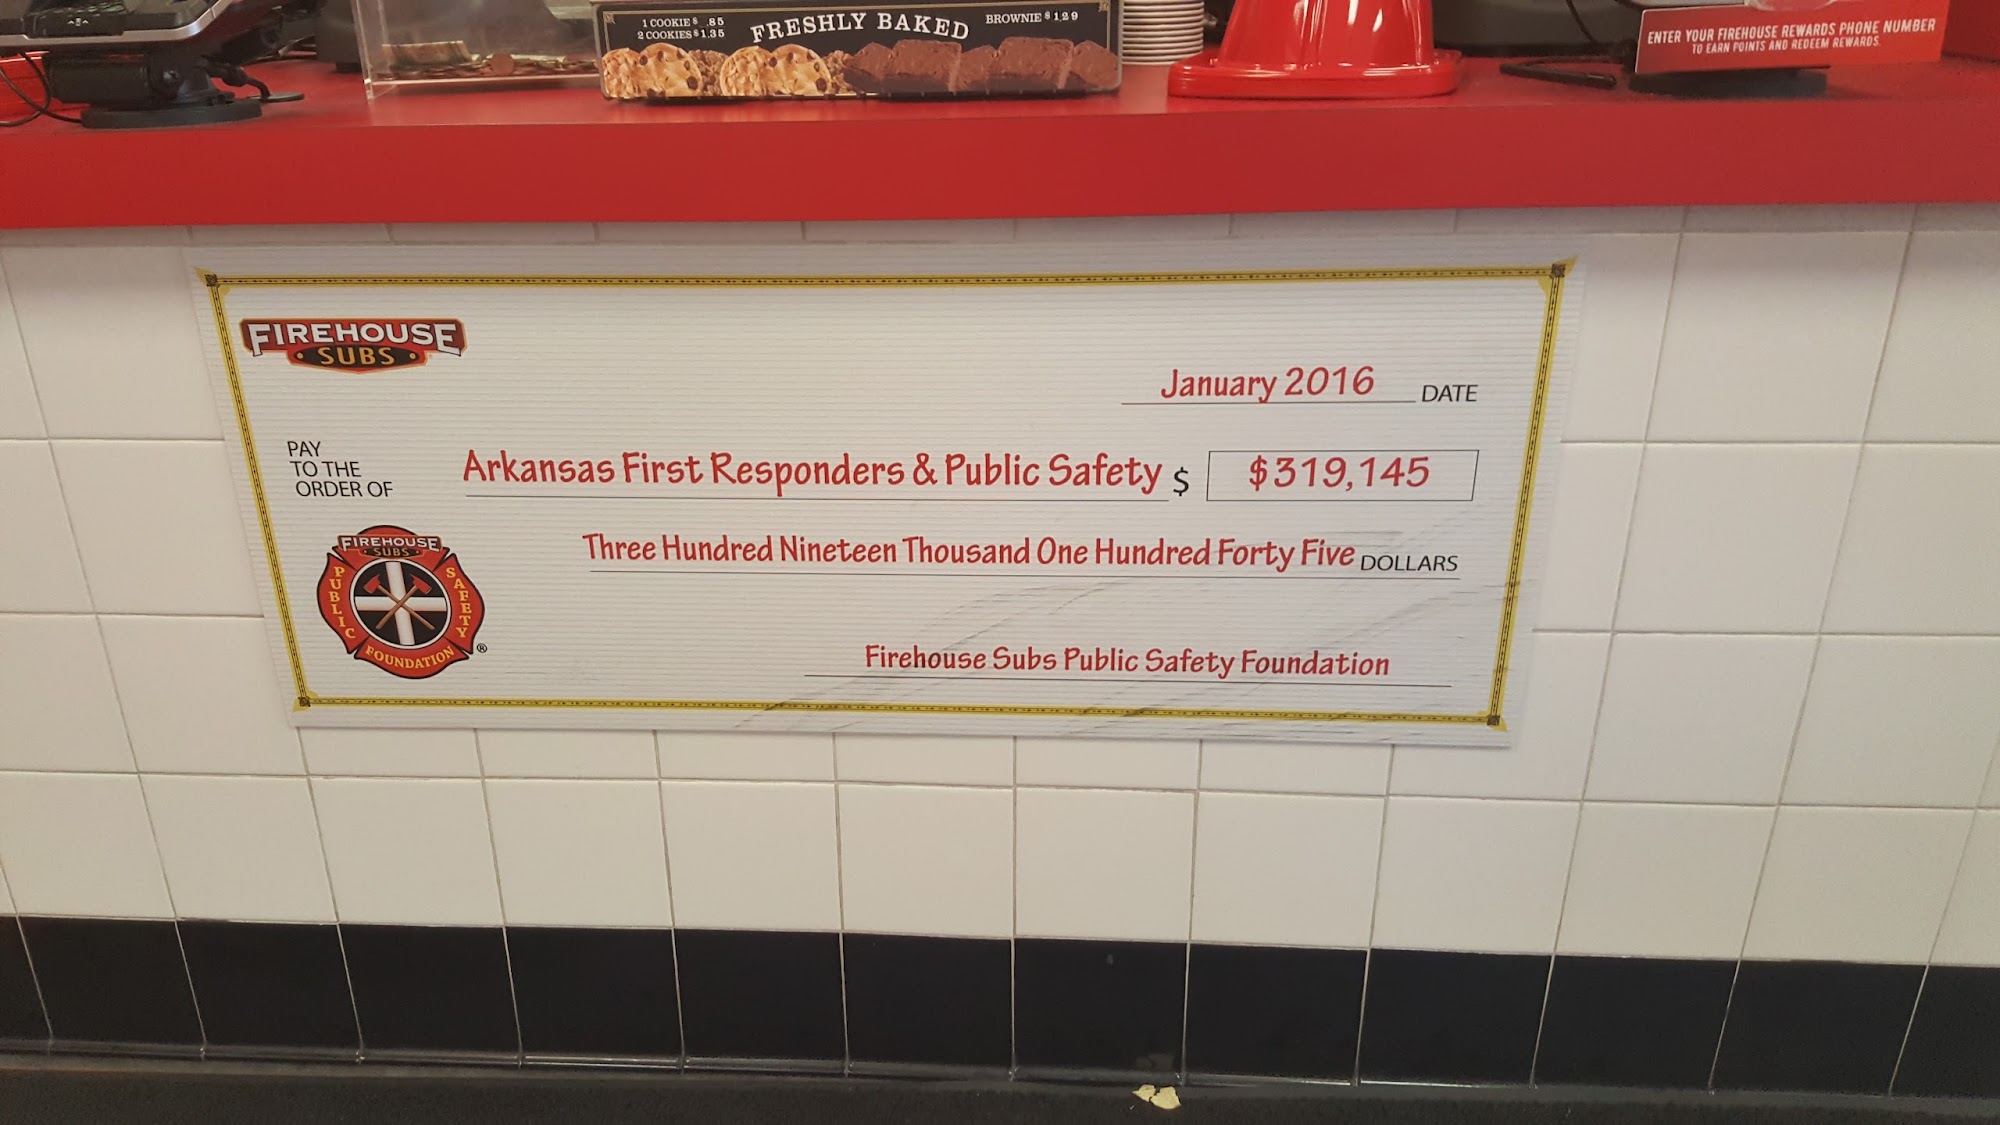 1 COOKIE $ .85
2 COOKIES $ 1.35
FRESHLY BAKED
BROWNIE $ 1.29
ENTER YOUR FIREHOUSE REWARDS PHONE NUMBER
TO EARN POINTS AND REDEEM REWARDS.
FIREHOUSE
SUBS
January 2016 DATE
PAY
TO THE
ORDER OF
Arkansas First Responders & Public Safety $ $319,145
Three Hundred Nineteen Thousand One Hundred Forty Five DOLLARS
FIREHOUSE
SUBS
PUBLIC
SAFETY
FOUNDATION
®
Firehouse Subs Public Safety Foundation